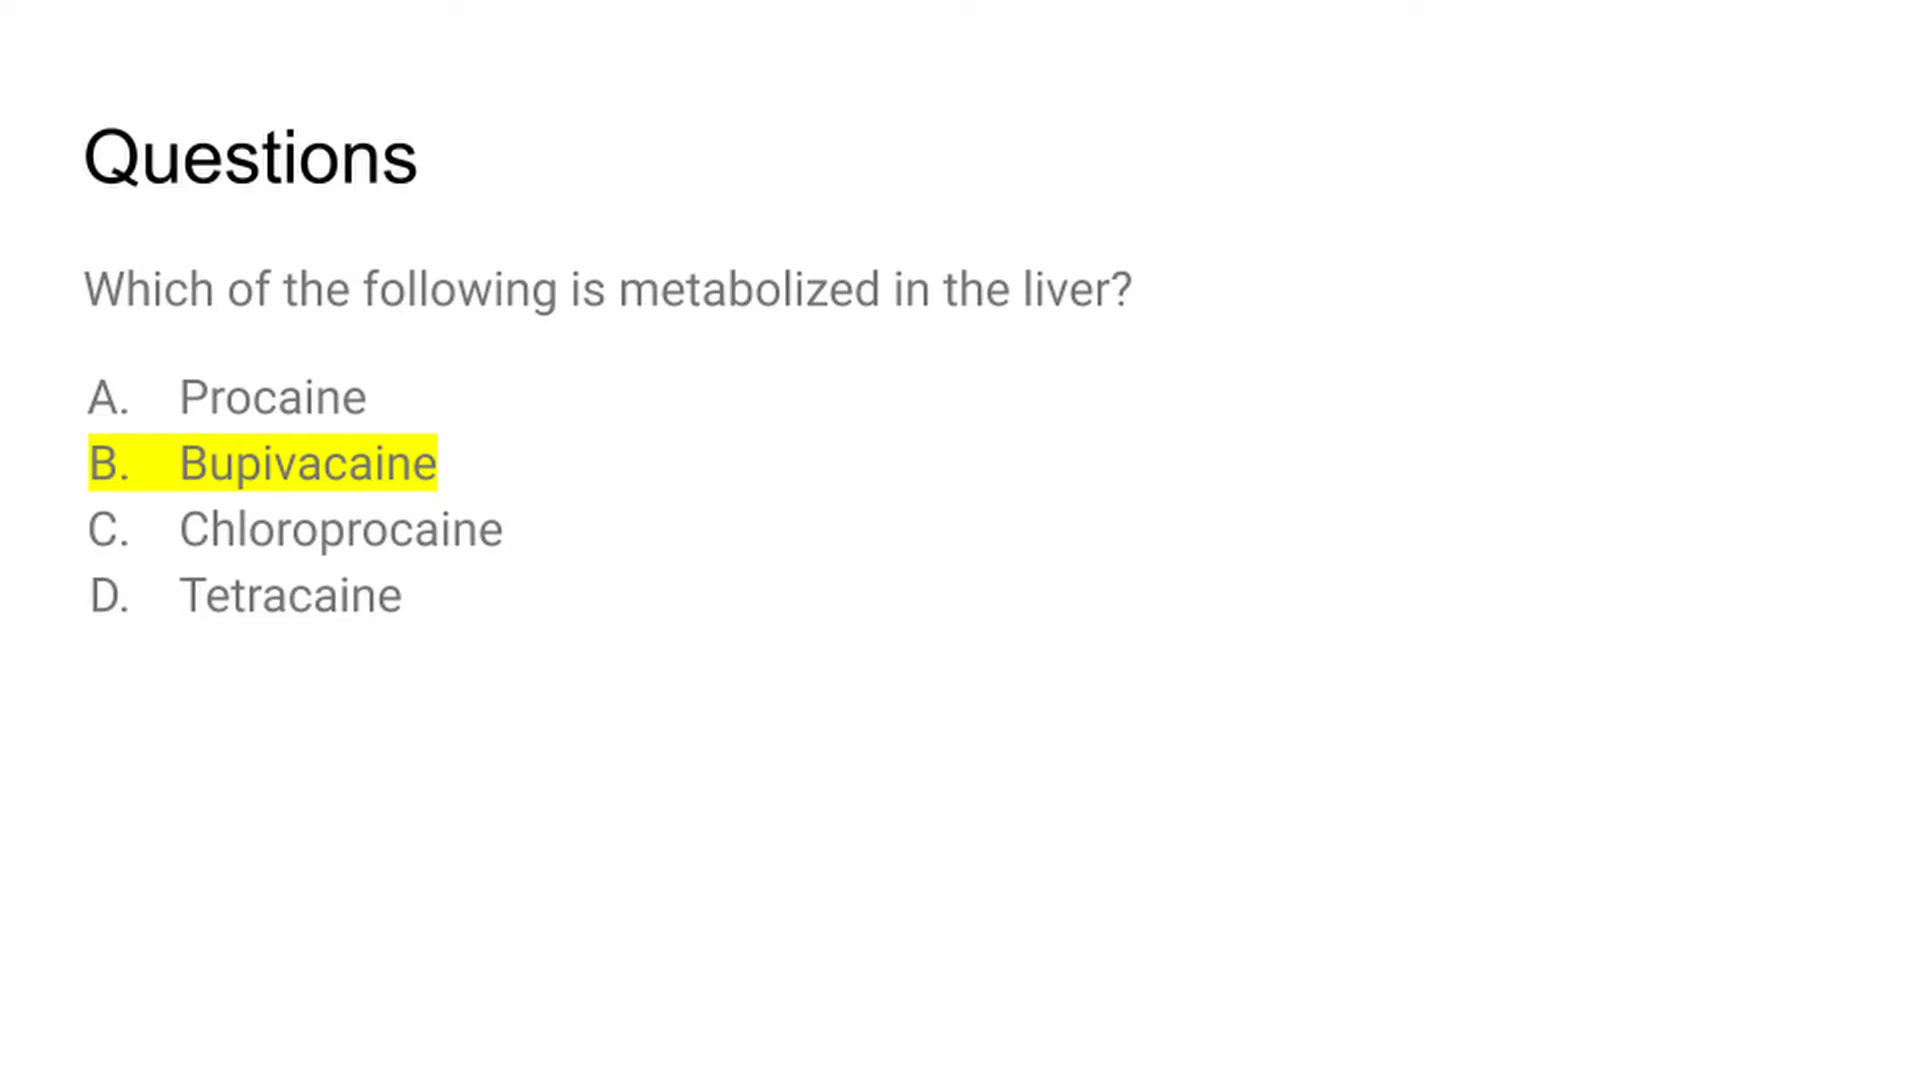 Questions
Which of the following is metabolized in the liver?
A. Procaine
B. Bupivacaine
C. Chloroprocaine
D. Tetracaine